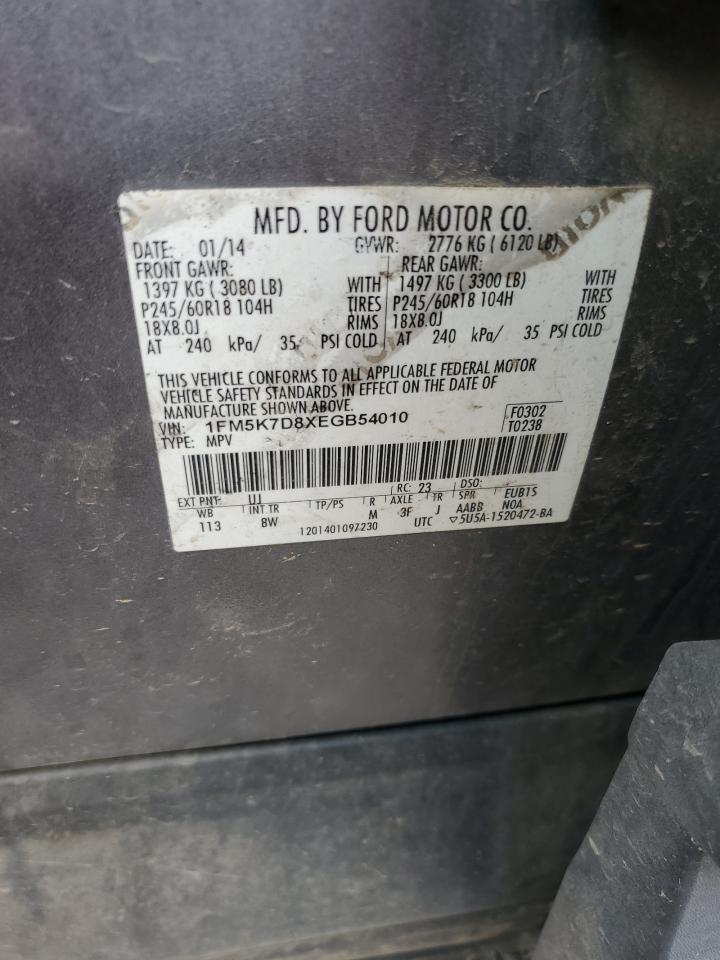 MFD. BY FORD MOTOR CO.
DATE: 01/14 GVWR: 2776 KG ( 6120 LB)
FRONT GAWR: REAR GAWR:
1397 KG ( 3080 LB) WITH 1497 KG ( 3300 LB) WITH
P245/60R18 104H TIRES P245/60R18 104H TIRES
18X8.0J RIMS 18X8.0J RIMS
AT 240 kPa/ 35 PSI COLD AT 240 kPa/ 35 PSI COLD
THIS VEHICLE CONFORMS TO ALL APPLICABLE FEDERAL MOTOR
VEHICLE SAFETY STANDARDS IN EFFECT ON THE DATE OF
MANUFACTURE SHOWN ABOVE.
VIN: 1FM5K7D8XEGB54010 F0302
TYPE: MPV T0238
EXT PNT: UJ RC: 23 DSO:
WB INT TR TP/PS R AXLE TR SPR EUB1S
113 8W M 3F J AABB N0A
1201401097230 UTC ▽5U5A-1520472-BA